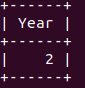 +------+
| Year |
+------+
|    2 |
+------+